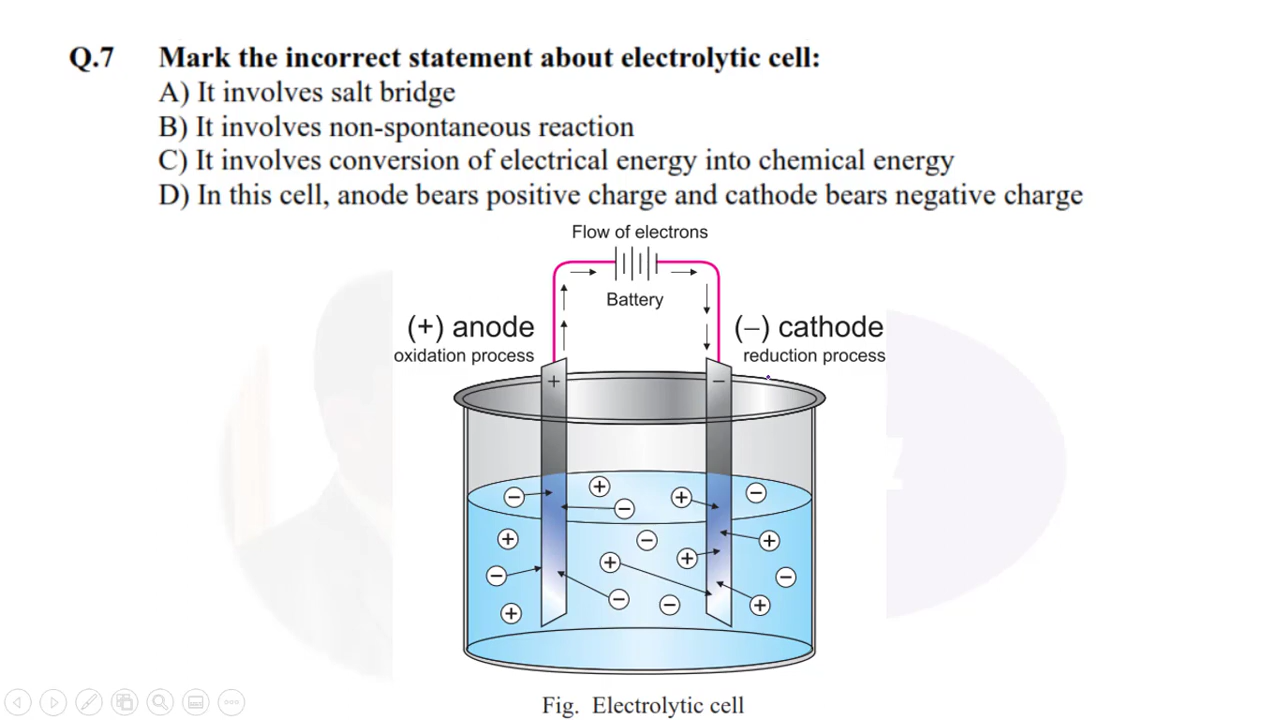 Q.7 Mark the incorrect statement about electrolytic cell:
A) It involves salt bridge
B) It involves non-spontaneous reaction
C) It involves conversion of electrical energy into chemical energy
D) In this cell, anode bears positive charge and cathode bears negative charge
Flow of electrons
Battery
(+) anode
oxidation process
(–) cathode
reduction process
Fig. Electrolytic cell